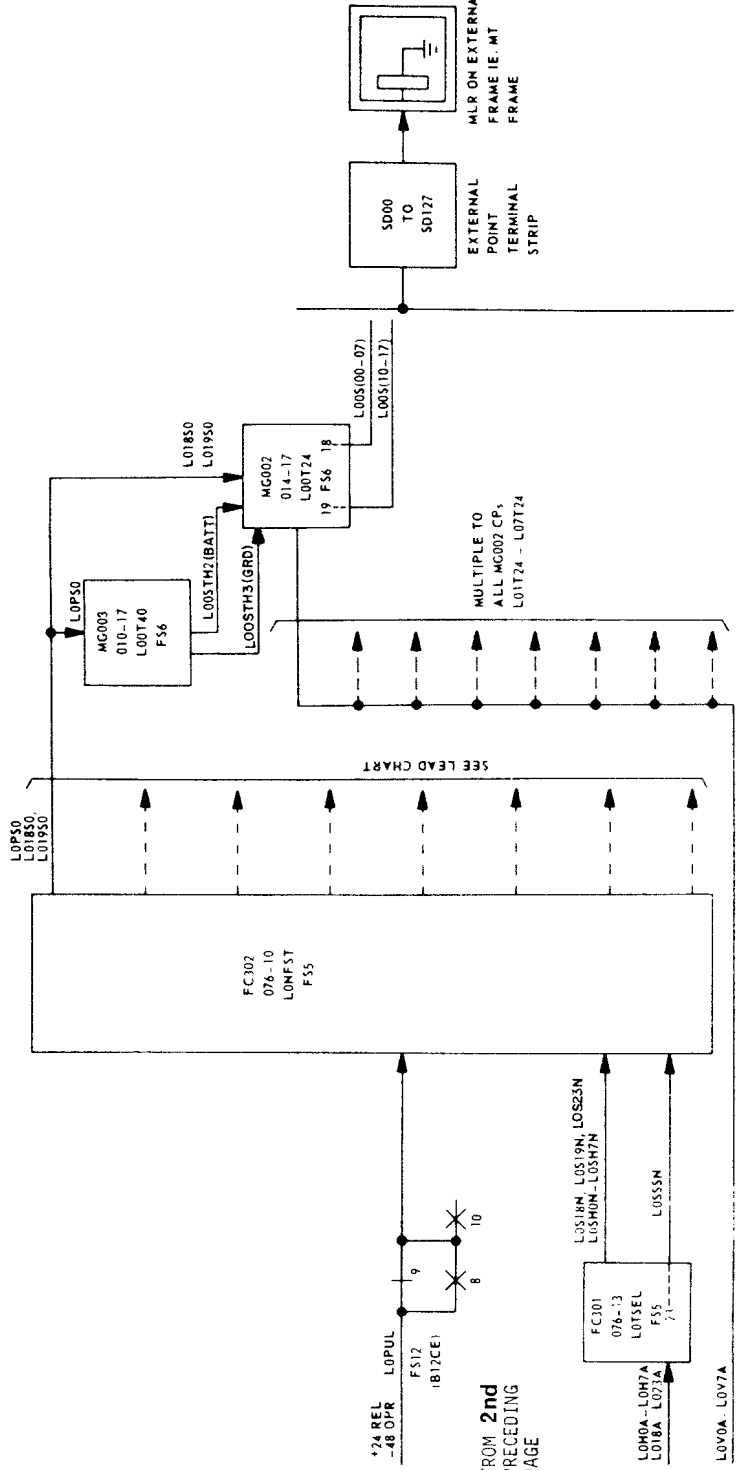 MLR ON EXTERNA
FRAME IE. MT
FRAME
SD00
TO
SD127
EXTERNAL
POINT
TERMINAL
STRIP
L00S(00-07)
L00S(10-17)
L018S0
L019S0
MG002
014-17
L00T24
FS6
19
18
L00STH2(BATT)
L00STH3(GRD)
L0PS0
MG003
010-17
L00T40
FS6
MULTIPLE TO
ALL MG002 CPs
L01T24 - L07T24
SEE LEAD CHART
L0PS0
L018S0,
L019S0
FC302
076-10
L0NFST
FS5
+24 REL
-48 OPR
L0PUL
FS12
(B12CE)
9
8
10
L0S18N, L0S19N, L0S23N
L0SH0N-L0SH7N
L0SSSN
FC301
076-13
L0TSEL
FS5
FROM 2nd
PRECEDING
PAGE
L0H0A-L0H7A
L018A-L023A
L0V0A-L0V7A